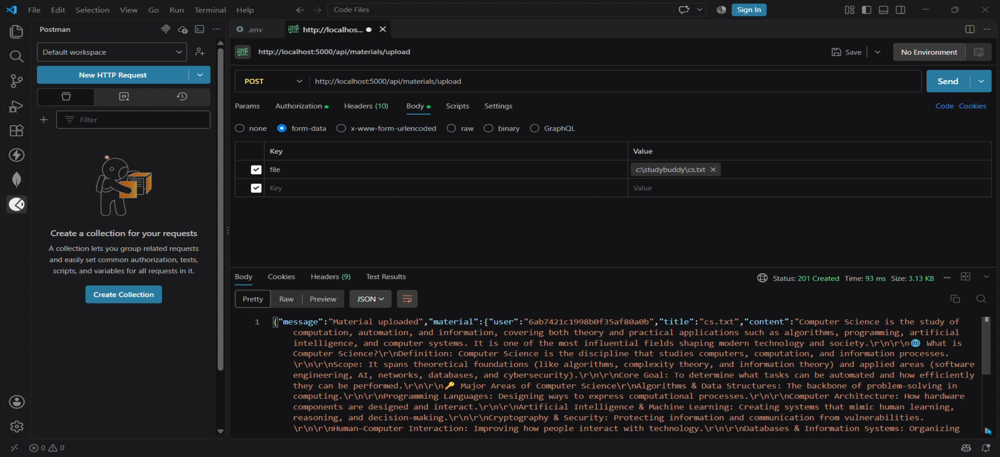 File Edit Selection View Go Run Terminal Help
Code Files
Sign In
Postman
Default workspace
New HTTP Request
Filter
Create a collection for your requests
A collection lets you group related requests
and easily set common authorization, tests,
scripts, and variables for all requests in it.
Create Collection
.env
HTTP http://localhos...
HTTP http://localhost:5000/api/materials/upload
Save
No Environment
POST http://localhost:5000/api/materials/upload
Send
Params Authorization Headers (10) Body Scripts Settings
Code Cookies
none form-data x-www-form-urlencoded raw binary GraphQL
Key Value
file c:\studybuddy\cs.txt
Key Value
Body Cookies Headers (9) Test Results
Status: 201 Created Time: 93 ms Size: 3.13 KB
Pretty Raw Preview JSON
1 {"message":"Material uploaded","material":{"user":"6ab7421c1998b0f35af80a0b","title":"cs.txt","content":"Computer Science is the study of
computation, automation, and information, covering both theory and practical applications such as algorithms, programming, artificial
intelligence, and computer systems. It is one of the most influential fields shaping modern technology and society.\r\n\r\n🌐 What is
Computer Science?\r\nDefinition: Computer Science is the discipline that studies computers, computation, and information processes.
\r\n\r\nScope: It spans theoretical foundations (like algorithms, complexity theory, and information theory) and applied areas (software
engineering, AI, networks, databases, and cybersecurity).\r\n\r\nCore Goal: To determine what tasks can be automated and how efficiently
they can be performed.\r\n\r\n🔑 Major Areas of Computer Science\r\nAlgorithms & Data Structures: The backbone of problem-solving in
computing.\r\n\r\nProgramming Languages: Designing ways to express computational processes.\r\n\r\nComputer Architecture: How hardware
components are designed and interact.\r\n\r\nArtificial Intelligence & Machine Learning: Creating systems that mimic human learning,
reasoning, and decision-making.\r\n\r\nCryptography & Security: Protecting information and communication from vulnerabilities.
\r\n\r\nHuman–Computer Interaction: Improving how people interact with technology.\r\n\r\nDatabases & Information Systems: Organizing
0 0